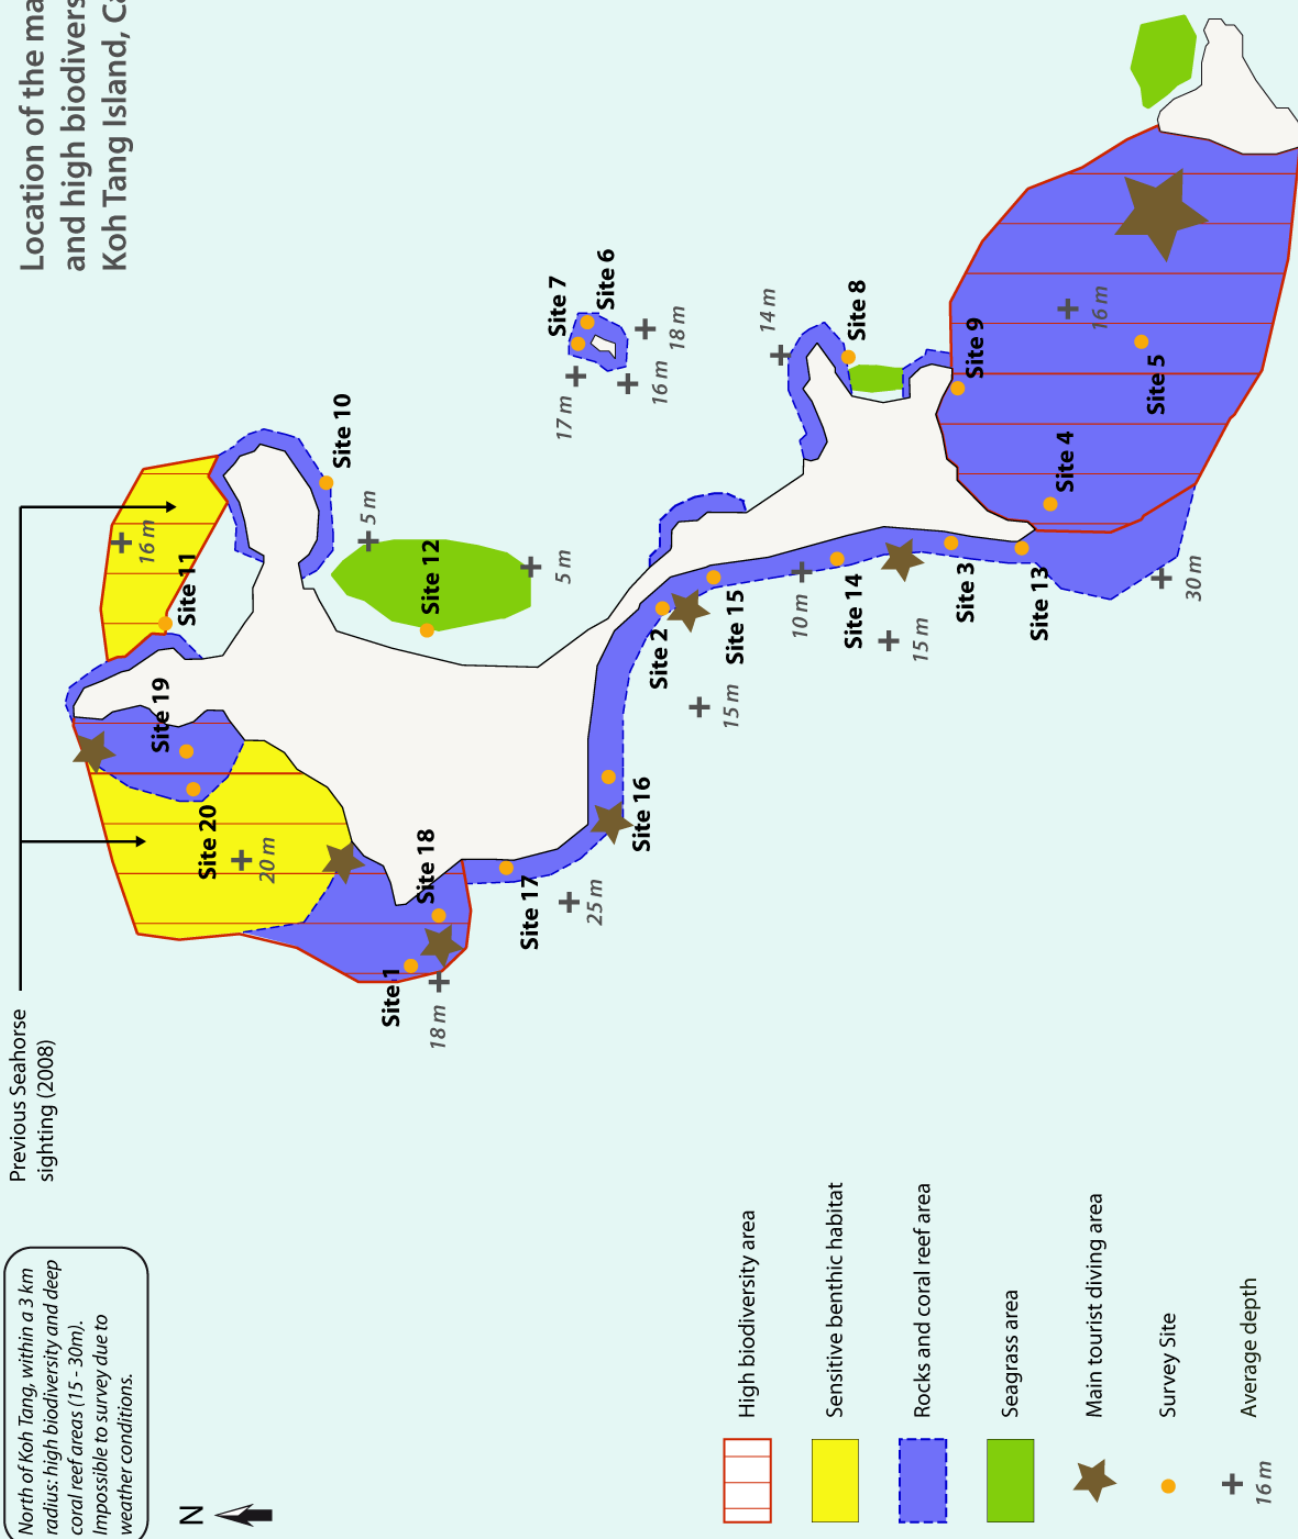 Location of the ma
and high biodivers
Koh Tang Island, Ca
Previous Seahorse
sighting (2008)
North of Koh Tang, within a 3 km
radius: high biodiversity and deep
coral reef areas (15 - 30m).
Impossible to survey due to
weather conditions.
N
16 m
Site 11
Site 10
5 m
Site 12
5 m
Site 19
Site 20
20 m
Site 18
Site 1
18 m
Site 17
25 m
Site 16
Site 7
Site 6
17 m
16 m
18 m
Site 2
15 m
Site 15
14 m
Site 8
10 m
Site 14
15 m
Site 3
Site 13
Site 9
Site 4
16 m
Site 5
30 m
High biodiversity area
Sensitive benthic habitat
Rocks and coral reef area
Seagrass area
Main tourist diving area
Survey Site
16 m
Average depth